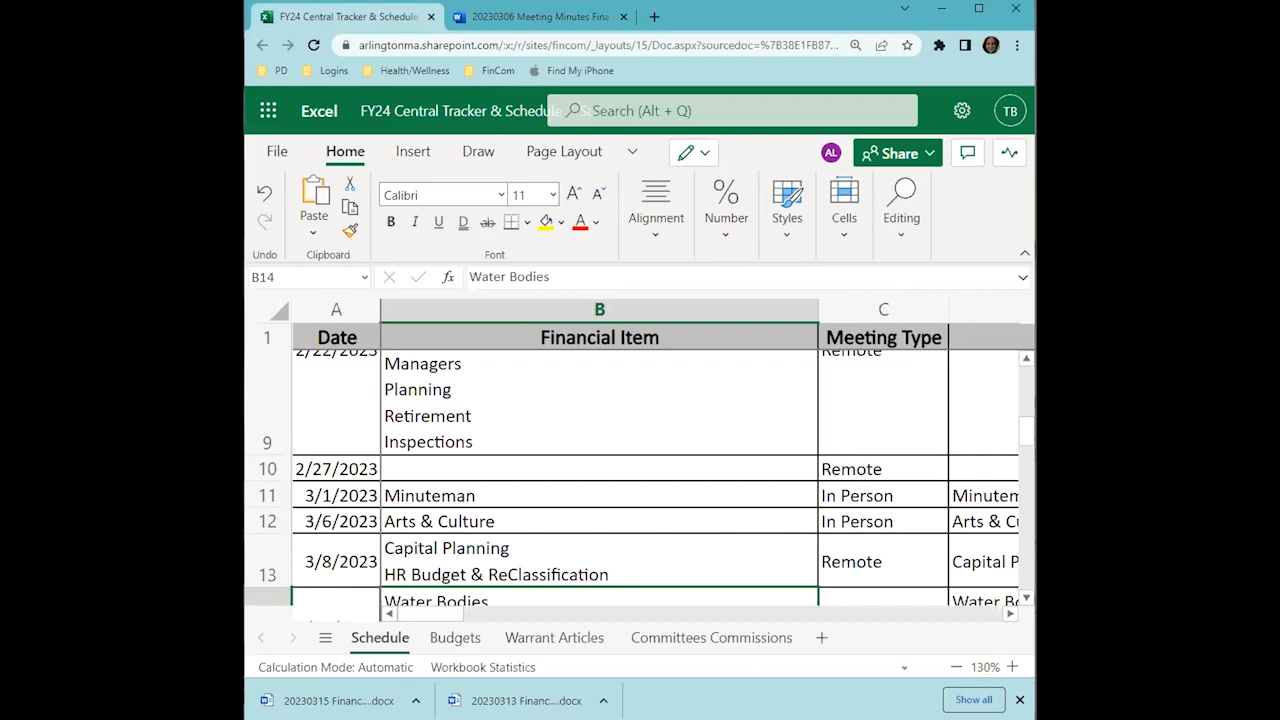 FY24 Central Tracker & Schedule
20230306 Meeting Minutes Fina
arlingtonma.sharepoint.com/:x:/r/sites/fincom/_layouts/15/Doc.aspx?sourcedoc=%7B38E1FB87...
PD Logins Health/Wellness FinCom Find My iPhone
Excel FY24 Central Tracker & Schedule Search (Alt + Q) TB
File Home Insert Draw Page Layout AL Share
Calibri 11
Paste B I U D ab A Alignment Number Styles Cells Editing
Undo Clipboard Font
B14 fx Water Bodies
A B C
1 Date Financial Item Meeting Type
2/22/2023 Remote
Managers
Planning
Retirement
9 Inspections
10 2/27/2023 Remote
11 3/1/2023 Minuteman In Person Minutem
12 3/6/2023 Arts & Culture In Person Arts & Cu
Capital Planning
3/8/2023 Remote Capital P
13 HR Budget & ReClassification
Water Bodies Water Bo
Schedule Budgets Warrant Articles Committees Commissions
Calculation Mode: Automatic Workbook Statistics 130%
20230315 Financ....docx 20230313 Financ....docx Show all